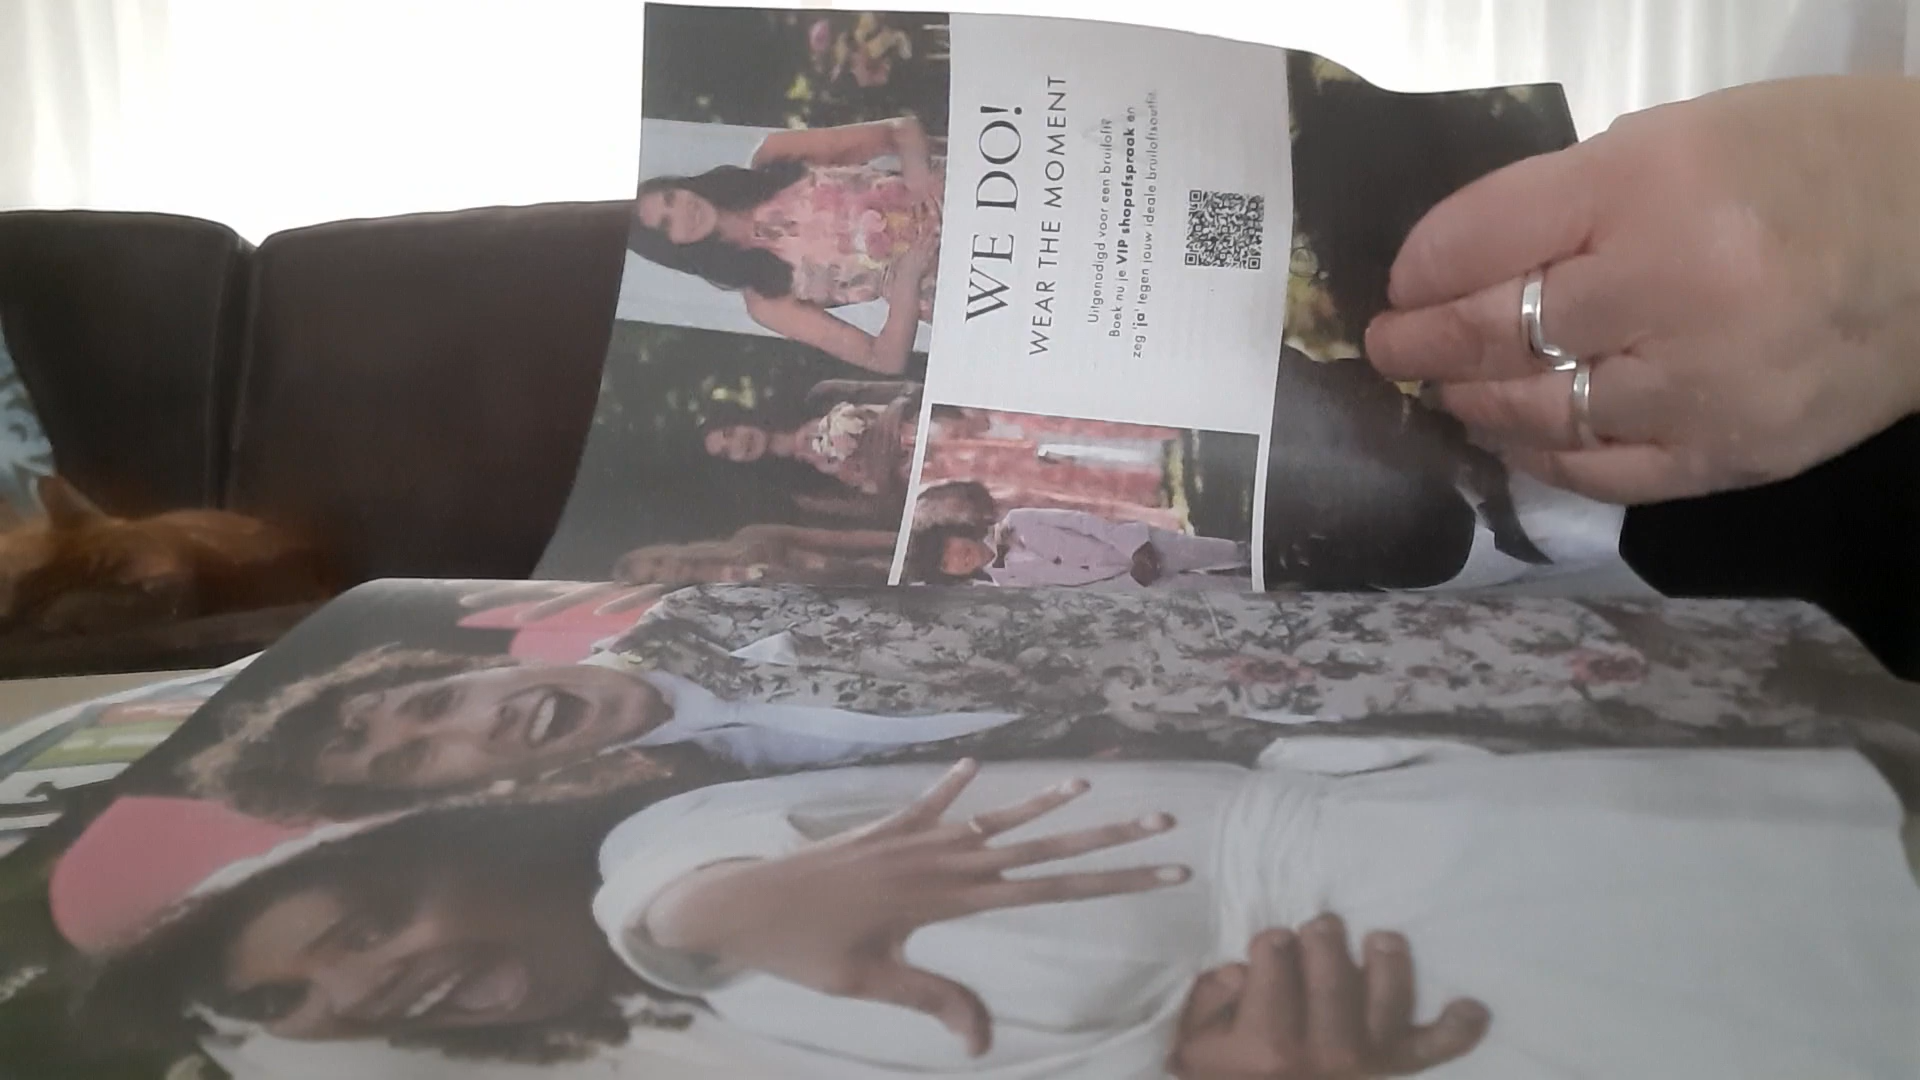 WE DO!
WEAR THE MOMENT
Uitgenodigd voor een bruiloft?
Boek nu je VIP shopafspraak en
zeg 'ja' tegen jouw ideale bruiloftsoutfit.